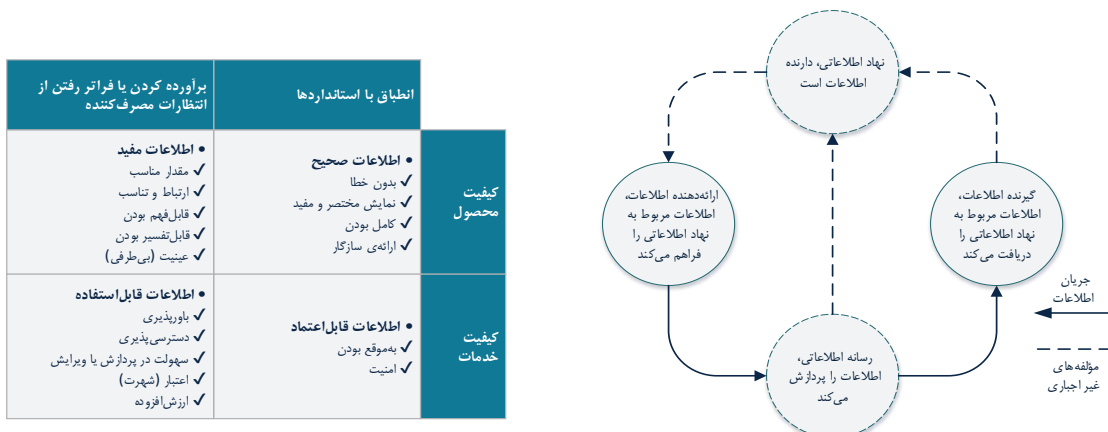 انطباق با استانداردها
برآورده کردن یا فراتر رفتن از
انتظارات مصرف‌کننده
کیفیت
محصول
• اطلاعات صحیح
✓ بدون خطا
✓ نمایش مختصر و مفید
✓ کامل بودن
✓ ارائه‌ی سازگار
• اطلاعات مفید
✓ مقدار مناسب
✓ ارتباط و تناسب
✓ قابل‌فهم بودن
✓ قابل‌تفسیر بودن
✓ عینیت (بی‌طرفی)
کیفیت
خدمات
• اطلاعات قابل‌اعتماد
✓ به‌موقع بودن
✓ امنیت
• اطلاعات قابل‌استفاده
✓ باورپذیری
✓ دسترسی‌پذیری
✓ سهولت در پردازش یا ویرایش
✓ اعتبار (شهرت)
✓ ارزش‌افزوده
نهاد اطلاعاتی، دارنده
اطلاعات است
گیرنده اطلاعات،
اطلاعات مربوط به
نهاد اطلاعاتی را
دریافت می‌کند
ارائه‌دهنده اطلاعات،
اطلاعات مربوط به
نهاد اطلاعاتی را
فراهم می‌کند
رسانه اطلاعاتی،
اطلاعات را پردازش
می‌کند
جریان
اطلاعات
مؤلفه‌های
غیر اجباری